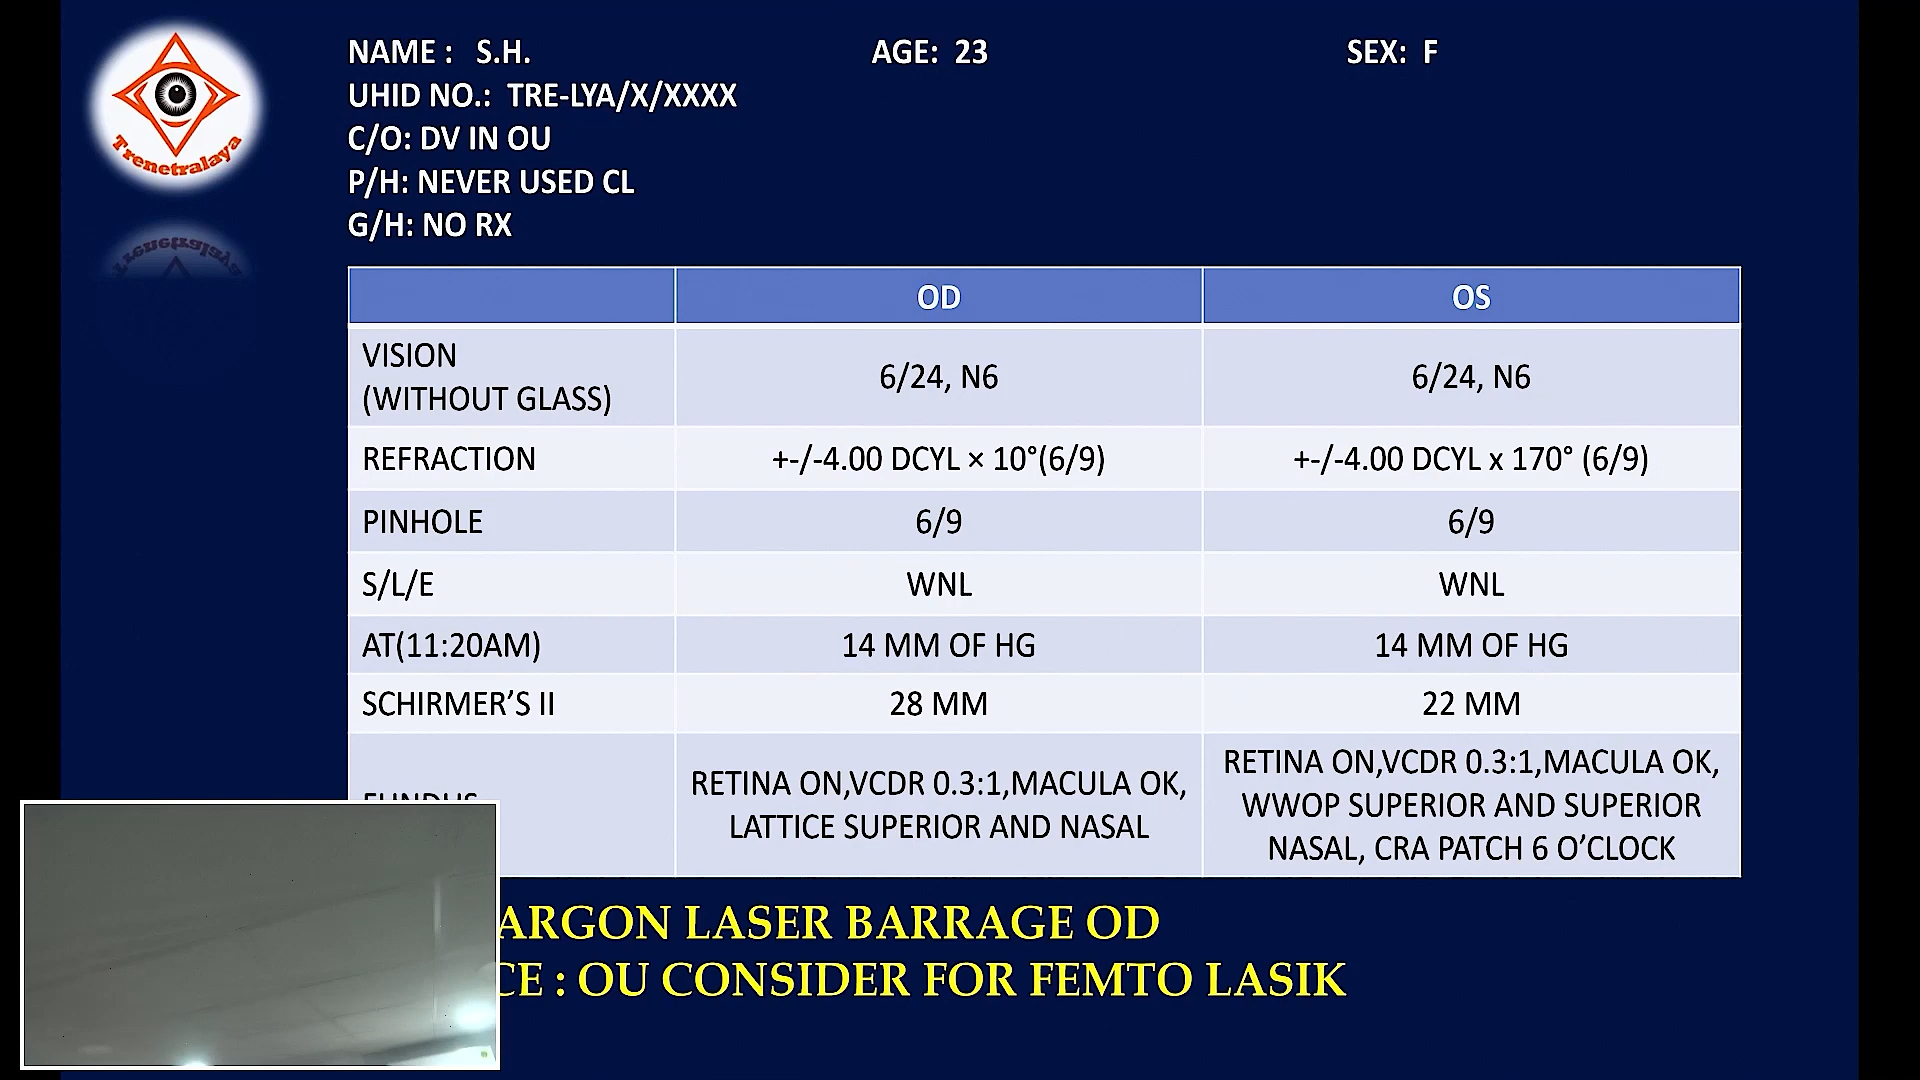 Trenetralaya
NAME : S.H. AGE: 23 SEX: F
UHID NO.: TRE-LYA/X/XXXX
C/O: DV IN OU
P/H: NEVER USED CL
G/H: NO RX
OD OS
VISION
(WITHOUT GLASS) 6/24, N6 6/24, N6
REFRACTION +-/-4.00 DCYL × 10°(6/9) +-/-4.00 DCYL x 170° (6/9)
PINHOLE 6/9 6/9
S/L/E WNL WNL
AT(11:20AM) 14 MM OF HG 14 MM OF HG
SCHIRMER’S II 28 MM 22 MM
FUNDUS RETINA ON,VCDR 0.3:1,MACULA OK,
LATTICE SUPERIOR AND NASAL
RETINA ON,VCDR 0.3:1,MACULA OK,
WWOP SUPERIOR AND SUPERIOR
NASAL, CRA PATCH 6 O’CLOCK
ARGON LASER BARRAGE OD
: OU CONSIDER FOR FEMTO LASIK